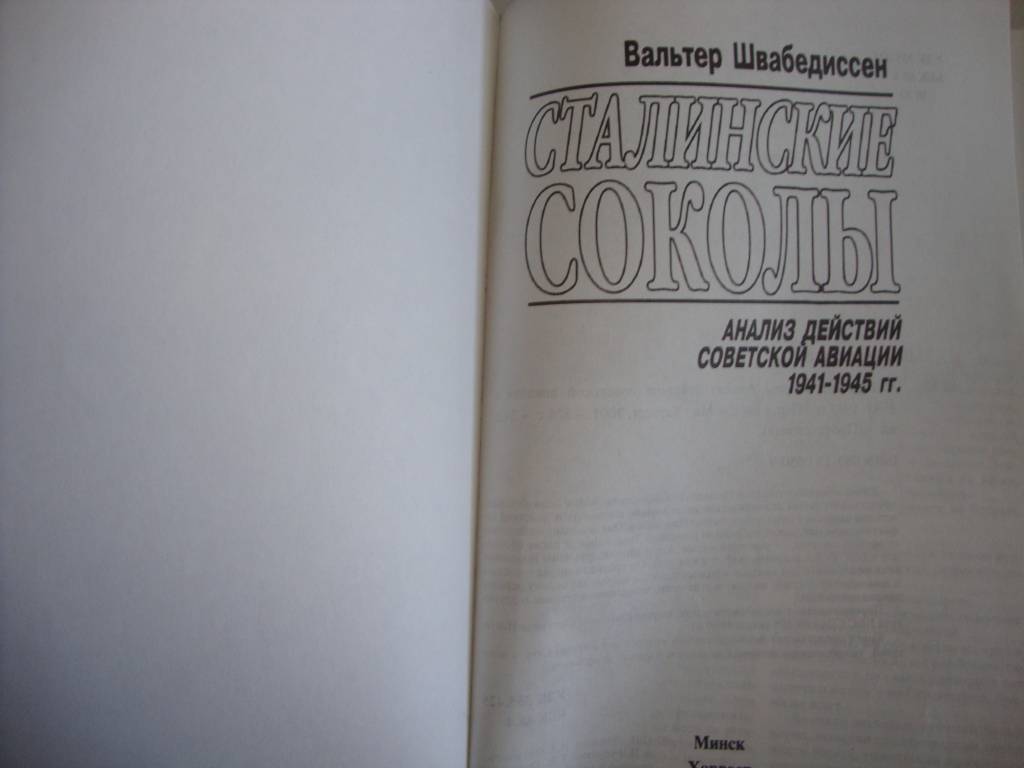 Вальтер Швабедиссен
СТАЛИНСКИЕ
СОКОЛЫ
АНАЛИЗ ДЕЙСТВИЙ
СОВЕТСКОЙ АВИАЦИИ
1941-1945 гг.
Минск